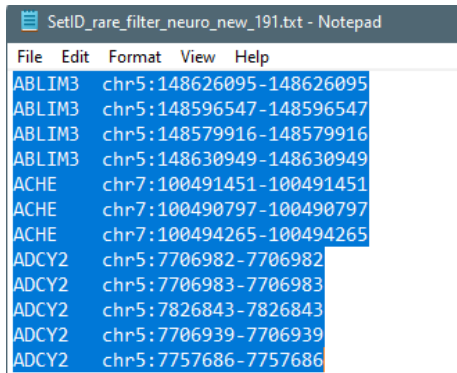 SetID_rare_filter_neuro_new_191.txt - Notepad
File Edit Format View Help
ABLIM3 chr5:148626095-148626095
ABLIM3 chr5:148596547-148596547
ABLIM3 chr5:148579916-148579916
ABLIM3 chr5:148630949-148630949
ACHE chr7:100491451-100491451
ACHE chr7:100490797-100490797
ACHE chr7:100494265-100494265
ADCY2 chr5:7706982-7706982
ADCY2 chr5:7706983-7706983
ADCY2 chr5:7826843-7826843
ADCY2 chr5:7706939-7706939
ADCY2 chr5:7757686-7757686